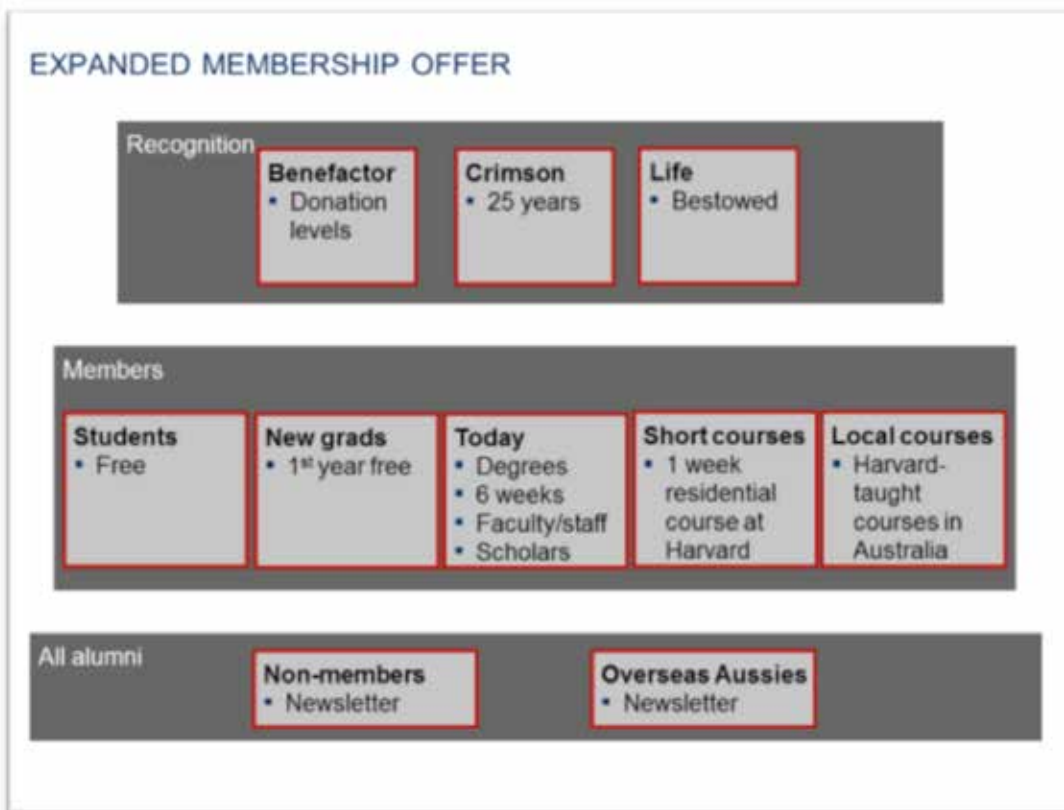 EXPANDED MEMBERSHIP OFFER
Recognition
Benefactor
▪ Donation
levels
Crimson
▪ 25 years
Life
▪ Bestowed
Members
Students
▪ Free
New grads
▪ 1st year free
Today
▪ Degrees
▪ 6 weeks
▪ Faculty/staff
▪ Scholars
Short courses
▪ 1 week
residential
course at
Harvard
Local courses
▪ Harvard-
taught
courses in
Australia
All alumni
Non-members
▪ Newsletter
Overseas Aussies
▪ Newsletter